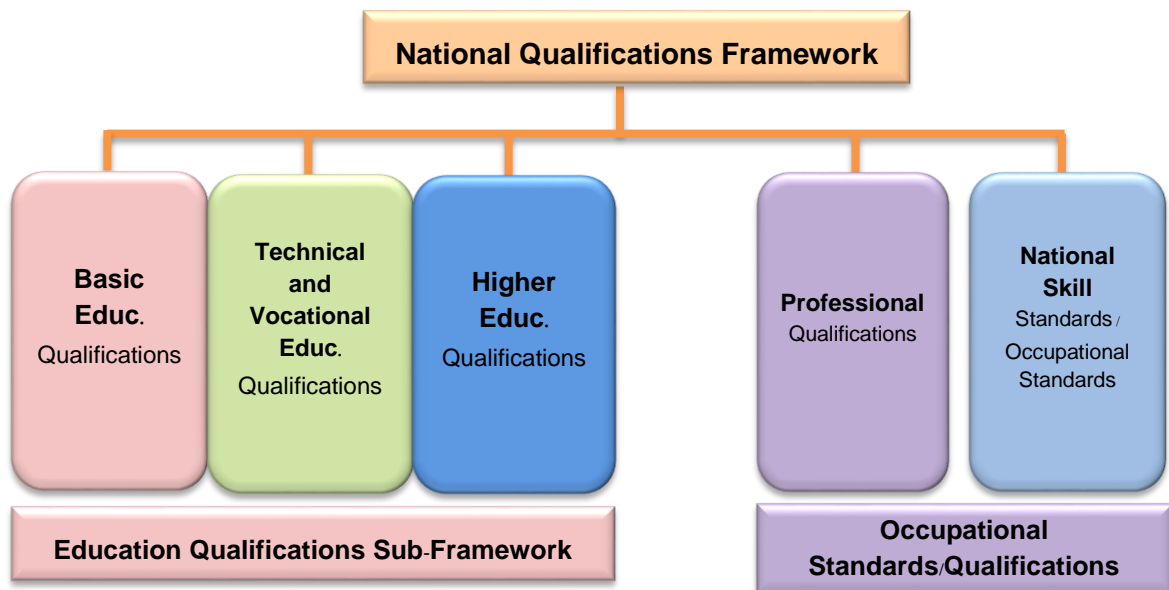 National Qualifications Framework
Basic
Educ.
Qualifications
Technical
and
Vocational
Educ.
Qualifications
Higher
Educ.
Qualifications
Professional
Qualifications
National
Skill
Standards /
Occupational
Standards
Education Qualifications Sub-Framework
Occupational
Standards/Qualifications